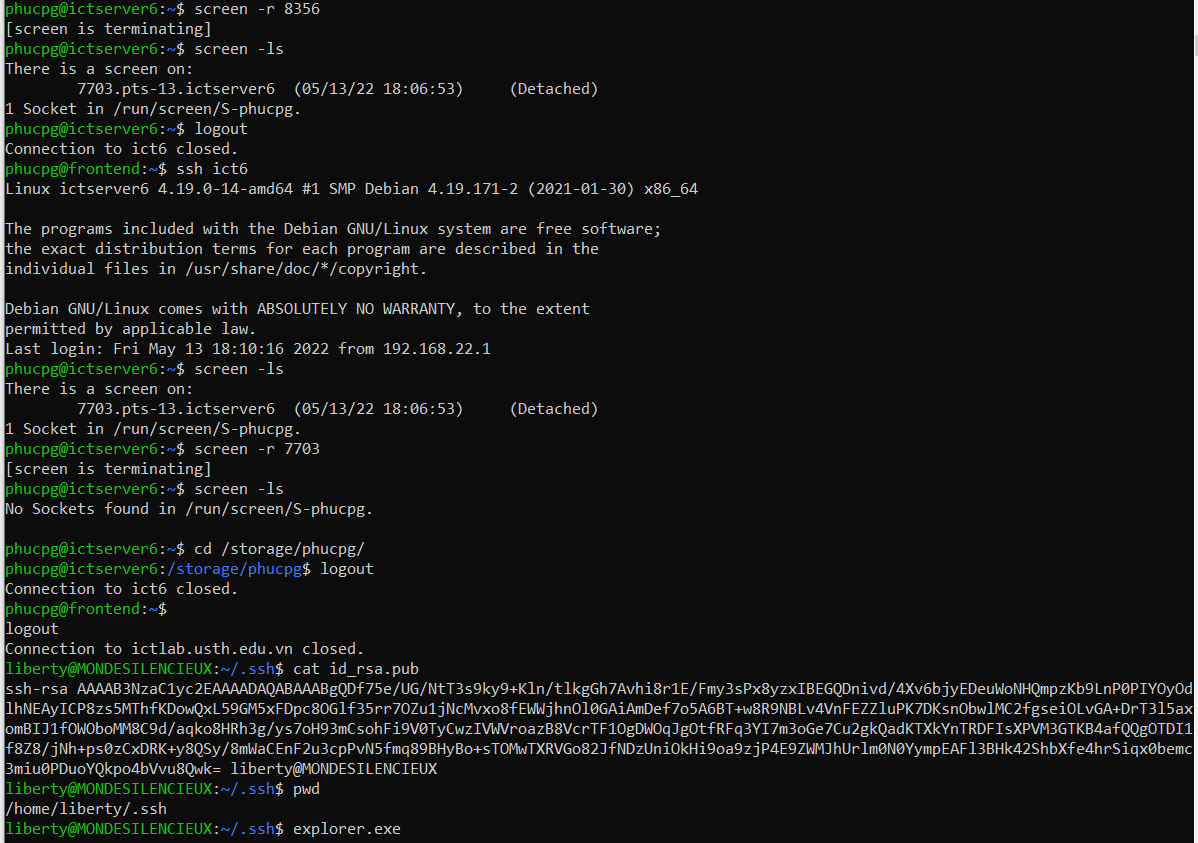 phucpg@ictserver6:~$ screen -r 8356
[screen is terminating]
phucpg@ictserver6:~$ screen -ls
There is a screen on:
        7703.pts-13.ictserver6  (05/13/22 18:06:53)     (Detached)
1 Socket in /run/screen/S-phucpg.
phucpg@ictserver6:~$ logout
Connection to ict6 closed.
phucpg@frontend:~$ ssh ict6
Linux ictserver6 4.19.0-14-amd64 #1 SMP Debian 4.19.171-2 (2021-01-30) x86_64
The programs included with the Debian GNU/Linux system are free software;
the exact distribution terms for each program are described in the
individual files in /usr/share/doc/*/copyright.
Debian GNU/Linux comes with ABSOLUTELY NO WARRANTY, to the extent
permitted by applicable law.
Last login: Fri May 13 18:10:16 2022 from 192.168.22.1
phucpg@ictserver6:~$ screen -ls
There is a screen on:
        7703.pts-13.ictserver6  (05/13/22 18:06:53)     (Detached)
1 Socket in /run/screen/S-phucpg.
phucpg@ictserver6:~$ screen -r 7703
[screen is terminating]
phucpg@ictserver6:~$ screen -ls
No Sockets found in /run/screen/S-phucpg.
phucpg@ictserver6:~$ cd /storage/phucpg/
phucpg@ictserver6:/storage/phucpg$ logout
Connection to ict6 closed.
phucpg@frontend:~$
logout
Connection to ictlab.usth.edu.vn closed.
liberty@MONDESILENCIEUX:~/.ssh$ cat id_rsa.pub
ssh-rsa AAAAB3NzaC1yc2EAAAADAQABAAABgQDf75e/UG/NtT3s9ky9+Kln/tlkgGh7Avhi8r1E/Fmy3sPx8yzxIBEGQDnivd/4Xv6bjyEDeuWoNHQmpzKb9LnP0PIYOyOd
lhNEAyICP8zs5MThfKDowQxL59GM5xFDpc8OGlf35rr7OZu1jNcMvxo8fEWWjhnOl0GAiAmDef7o5A6BT+w8R9NBLv4VnFEZZluPK7DKsnObwlMC2fgseiOLvGA+DrT3l5ax
omBIJ1fOWOboMM8C9d/aqko8HRh3g/ys7oH93mCsohFi9V0TyCwzIVWVroazB8VcrTF1OgDWOqJgOtfRFq3YI7m3oGe7Cu2gkQadKTXkYnTRDFIsXPVM3GTKB4afQQgOTDI1
f8Z8/jNh+ps0zCxDRK+y8QSy/8mWaCEnF2u3cpPvN5fmq89BHyBo+sTOMwTXRVGo82JfNDzUniOkHi9oa9zjP4E9ZWMJhUrlm0N0YympEAFl3BHk42ShbXfe4hrSiqx0bemc
3miu0PDuoYQkpo4bVvu8Qwk= liberty@MONDESILENCIEUX
liberty@MONDESILENCIEUX:~/.ssh$ pwd
/home/liberty/.ssh
liberty@MONDESILENCIEUX:~/.ssh$ explorer.exe